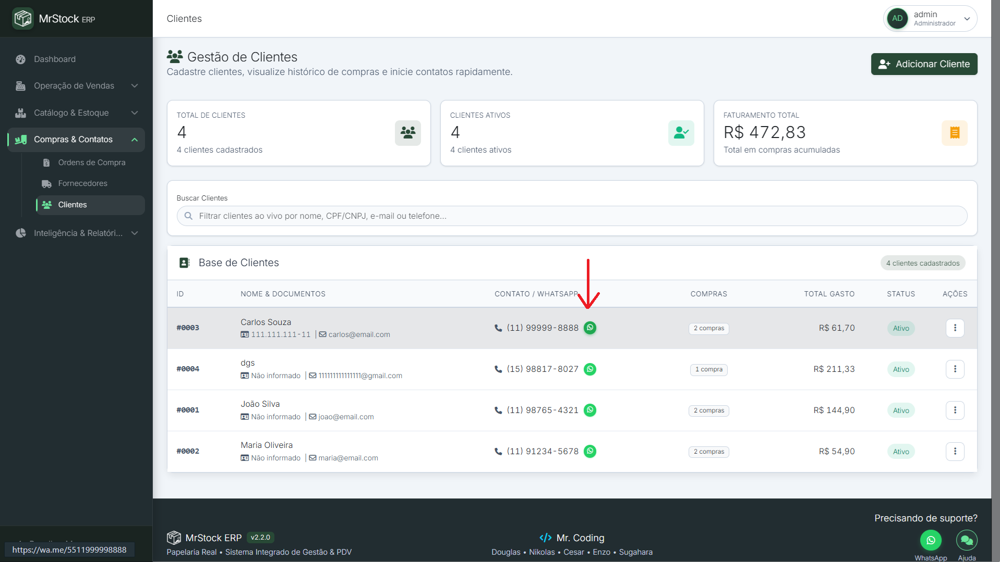 MrStock ERP
Clientes
AD
admin
Administrador
Dashboard
Operação de Vendas
Catálogo & Estoque
Compras & Contatos
Ordens de Compra
Fornecedores
Clientes
Inteligência & Relatóri...
Gestão de Clientes
Cadastre clientes, visualize histórico de compras e inicie contatos rapidamente.
Adicionar Cliente
TOTAL DE CLIENTES
4
4 clientes cadastrados
CLIENTES ATIVOS
4
4 clientes ativos
FATURAMENTO TOTAL
R$ 472,83
Total em compras acumuladas
Buscar Clientes
Filtrar clientes ao vivo por nome, CPF/CNPJ, e-mail ou telefone...
Base de Clientes
4 clientes cadastrados
ID NOME & DOCUMENTOS CONTATO / WHATSAPP COMPRAS TOTAL GASTO STATUS AÇÕES
#0003 Carlos Souza (11) 99999-8888 2 compras R$ 61,70 Ativo
111.111.111-11 | carlos@email.com
#0004 dgs (15) 98817-8027 1 compra R$ 211,33 Ativo
Não informado | 111111111111111@gmail.com
#0001 João Silva (11) 98765-4321 2 compras R$ 144,90 Ativo
Não informado | joao@email.com
#0002 Maria Oliveira (11) 91234-5678 2 compras R$ 54,90 Ativo
Não informado | maria@email.com
https://wa.me/5511999998888
MrStock ERP v2.2.0
Papelaria Real • Sistema Integrado de Gestão & PDV
</> Mr. Coding
Douglas • Nikolas • Cesar • Enzo • Sugahara
Precisando de suporte?
WhatsApp Ajuda